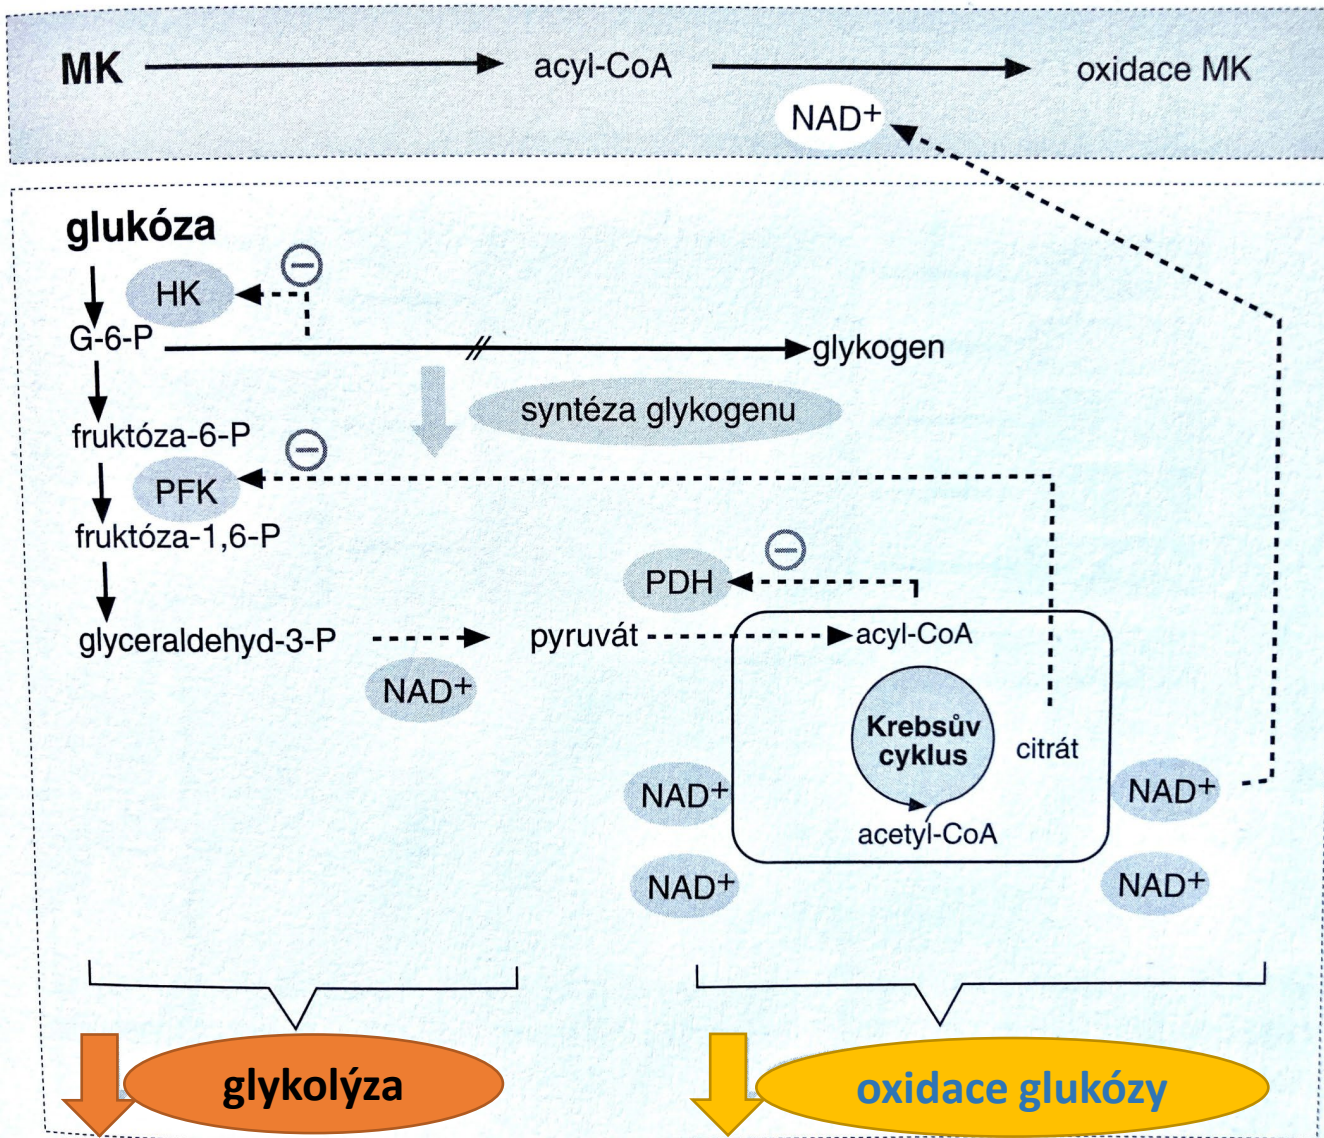 MK
acyl-CoA
oxidace MK
NAD+
glukóza
HK
G-6-P
glykogen
syntéza glykogenu
fruktóza-6-P
PFK
fruktóza-1,6-P
PDH
glyceraldehyd-3-P
pyruvát
acyl-CoA
NAD+
Krebsův
cyklus
citrát
NAD+
NAD+
acetyl-CoA
NAD+
NAD+
glykolýza
oxidace glukózy